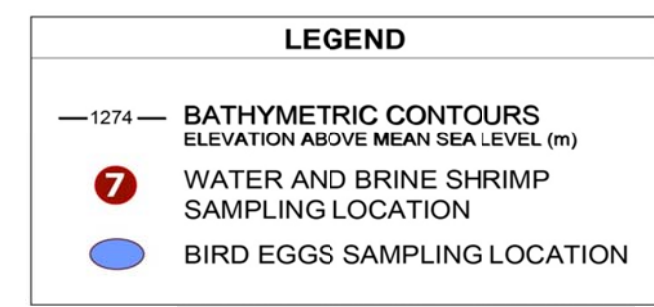 LEGEND
—1274— BATHYMETRIC CONTOURS
ELEVATION ABOVE MEAN SEA LEVEL (m)
7 WATER AND BRINE SHRIMP
SAMPLING LOCATION
BIRD EGGS SAMPLING LOCATION